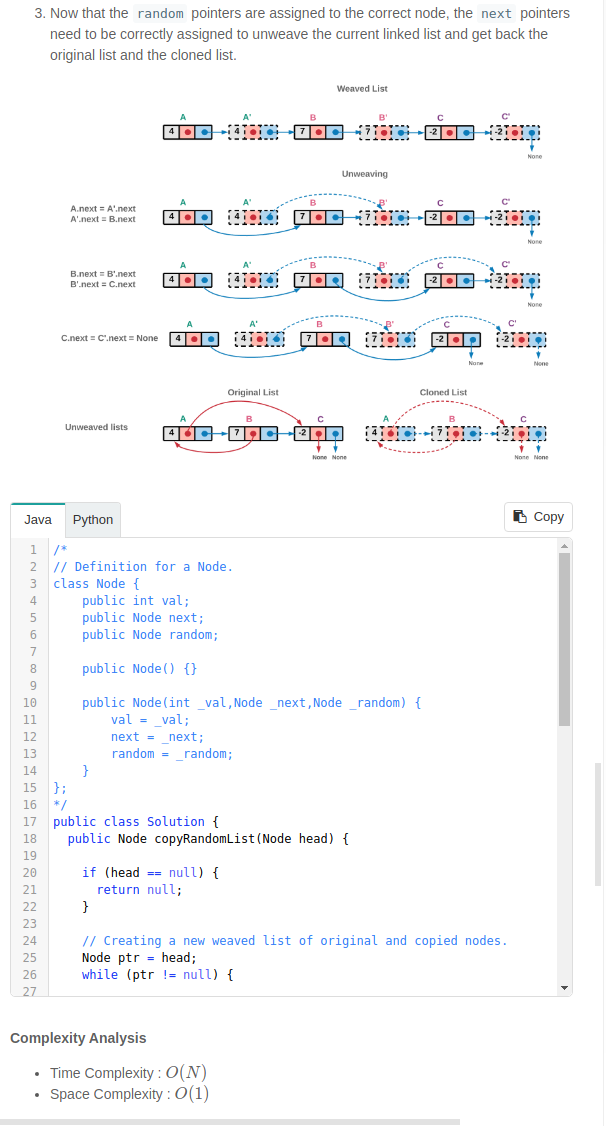 3. Now that the random pointers are assigned to the correct node, the next pointers
need to be correctly assigned to unweave the current linked list and get back the
original list and the cloned list.
Weaved List
A A' B B' C C'
4 4 7 7 -2 -2
None
Unweaving
A.next = A'.next
A'.next = B.next
A A' B B' C C'
4 4 7 7 -2 -2
None
B.next = B'.next
B'.next = C.next
A A' B B' C C'
4 4 7 7 -2 -2
None
C.next = C'.next = None
A A' B B' C C'
4 4 7 7 -2 -2
None None
Original List Cloned List
Unweaved lists
A B C A B C
4 7 -2 4 7 -2
None None None None
Java Python Copy
1 /*
2 // Definition for a Node.
3 class Node {
4 public int val;
5 public Node next;
6 public Node random;
7
8 public Node() {}
9
10 public Node(int _val,Node _next,Node _random) {
11 val = _val;
12 next = _next;
13 random = _random;
14 }
15 };
16 */
17 public class Solution {
18 public Node copyRandomList(Node head) {
19
20 if (head == null) {
21 return null;
22 }
23
24 // Creating a new weaved list of original and copied nodes.
25 Node ptr = head;
26 while (ptr != null) {
27
Complexity Analysis
• Time Complexity : O(N)
• Space Complexity : O(1)